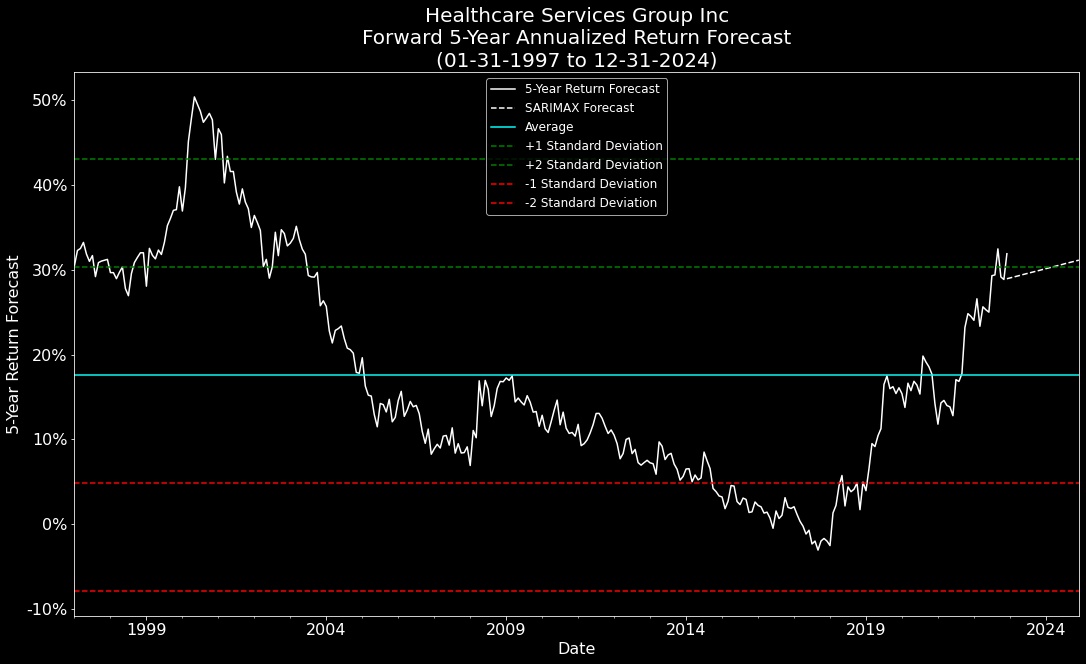 Healthcare Services Group Inc
Forward 5-Year Annualized Return Forecast
(01-31-1997 to 12-31-2024)
5-Year Return Forecast
SARIMAX Forecast
Average
+1 Standard Deviation
+2 Standard Deviation
-1 Standard Deviation
-2 Standard Deviation
5-Year Return Forecast
50%
40%
30%
20%
10%
0%
-10%
1999
2004
2009
2014
2019
2024
Date